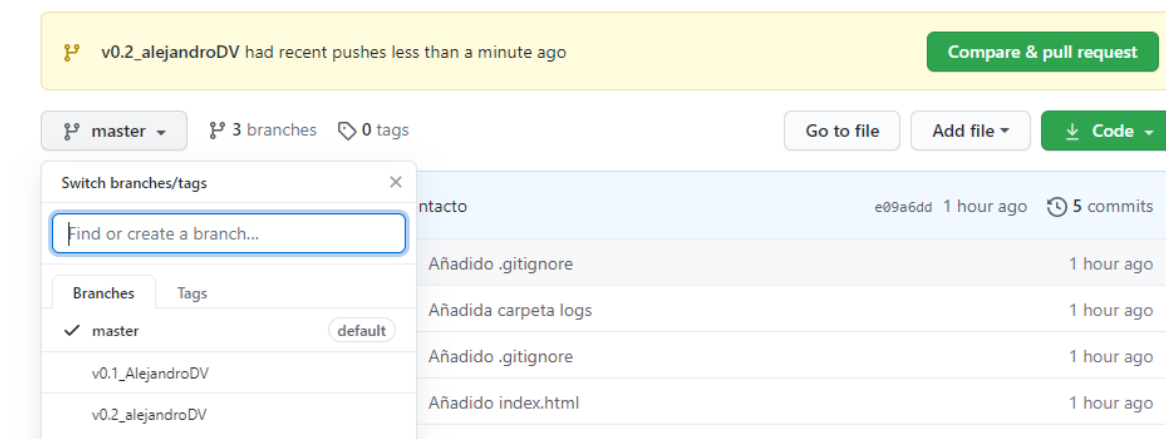 v0.2_alejandroDV had recent pushes less than a minute ago
Compare & pull request
master
3 branches
0 tags
Go to file
Add file
Code
Switch branches/tags
Find or create a branch...
Branches
Tags
master
default
v0.1_AlejandroDV
v0.2_alejandroDV
ntacto
e09a6dd 1 hour ago
5 commits
Añadido .gitignore
1 hour ago
Añadida carpeta logs
1 hour ago
Añadido .gitignore
1 hour ago
Añadido index.html
1 hour ago